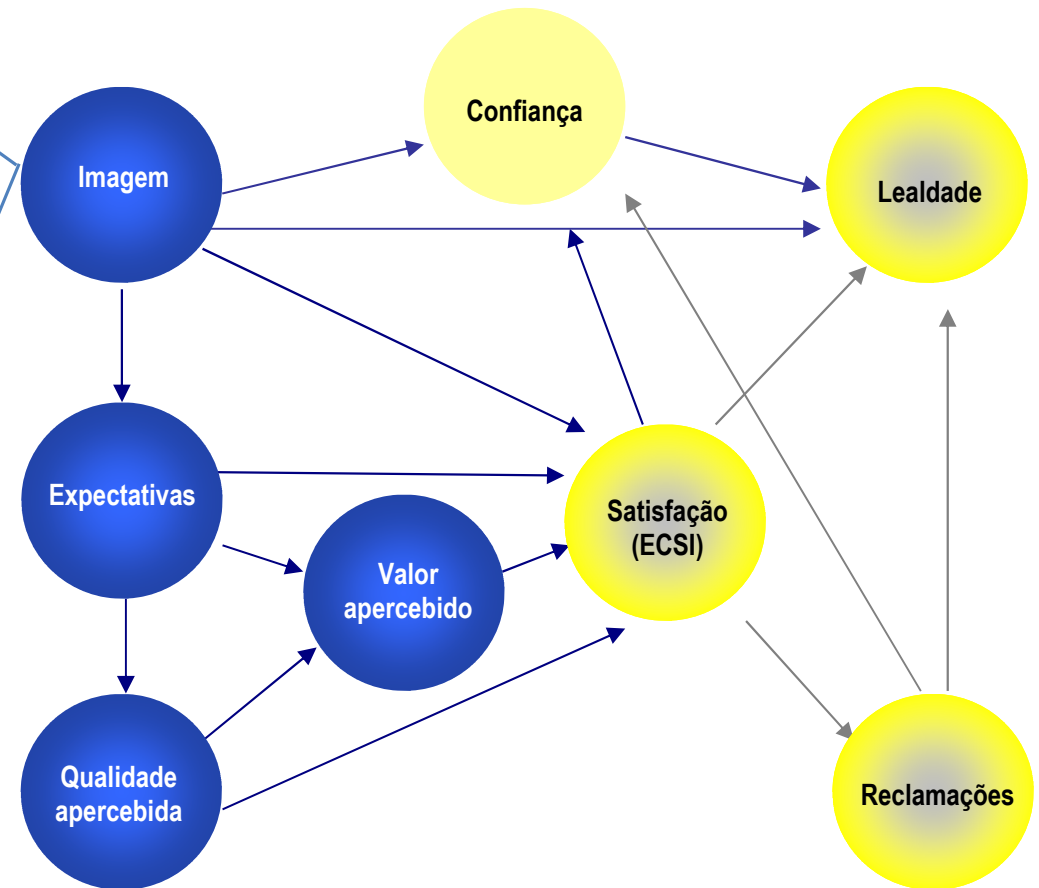 Confiança
Imagem
Lealdade
Expectativas
Satisfação
(ECSI)
Valor
apercebido
Qualidade
apercebida
Reclamações